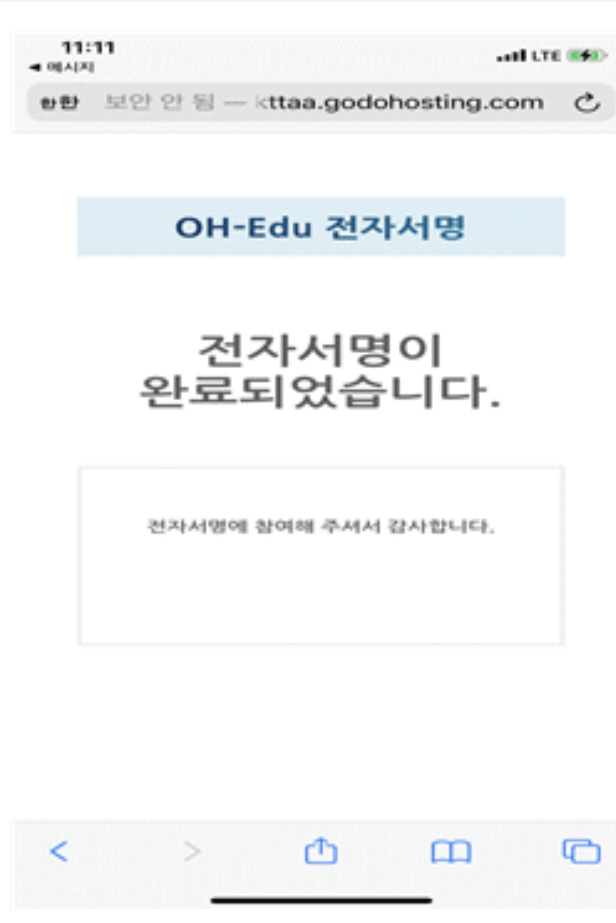 11:11
◀ 메시지
LTE
보안 안 됨 — kttaa.godohosting.com
OH-Edu 전자서명
전자서명이
완료되었습니다.
전자서명에 참여해 주셔서 감사합니다.